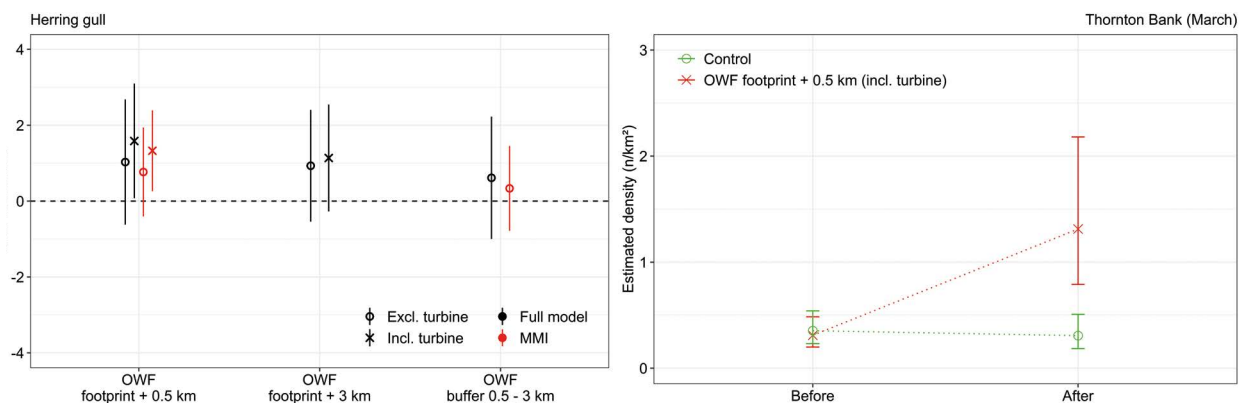 Herring gull
4
2
0
-2
-4
Excl. turbine
Incl. turbine
Full model
MMI
OWF
footprint + 0.5 km
OWF
footprint + 3 km
OWF
buffer 0.5 - 3 km
Thornton Bank (March)
Estimated density (n/km²)
3
2
1
0
Control
OWF footprint + 0.5 km (incl. turbine)
Before
After